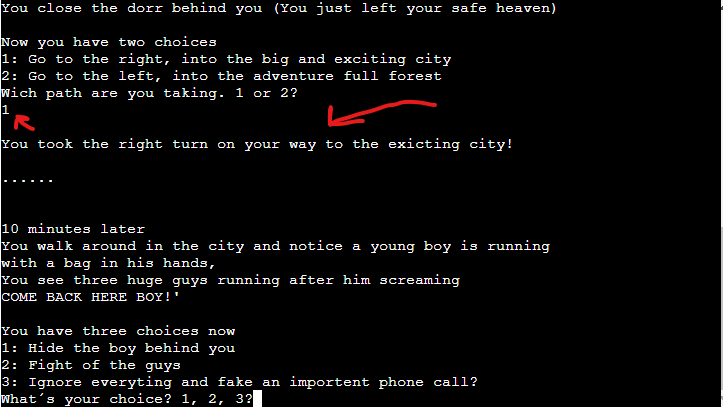 You close the dorr behind you (You just left your safe heaven)
Now you have two choices
1: Go to the right, into the big and exciting city
2: Go to the left, into the adventure full forest
Wich path are you taking. 1 or 2?
1
You took the right turn on your way to the exicting city!
......
10 minutes later
You walk around in the city and notice a young boy is running
with a bag in his hands,
You see three huge guys running after him screaming
COME BACK HERE BOY!'
You have three choices now
1: Hide the boy behind you
2: Fight of the guys
3: Ignore everyting and fake an importent phone call?
What´s your choice? 1, 2, 3?